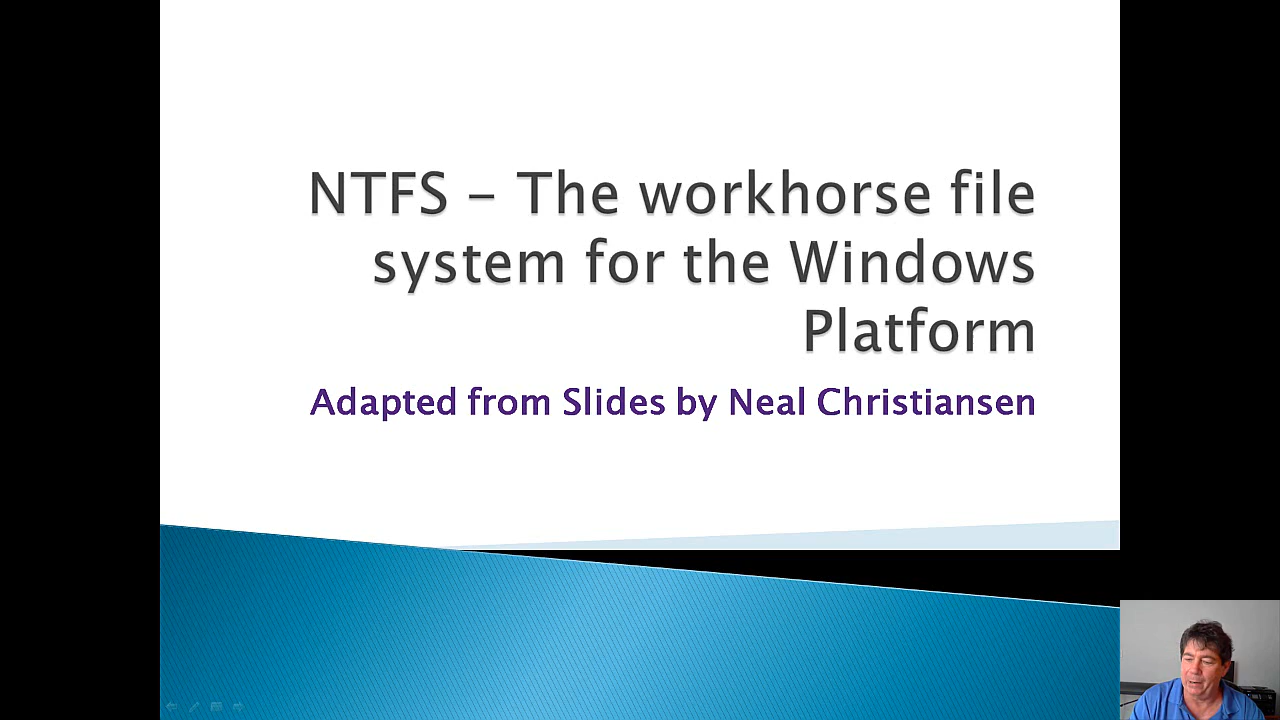 NTFS – The workhorse file
system for the Windows
Platform
Adapted from Slides by Neal Christiansen